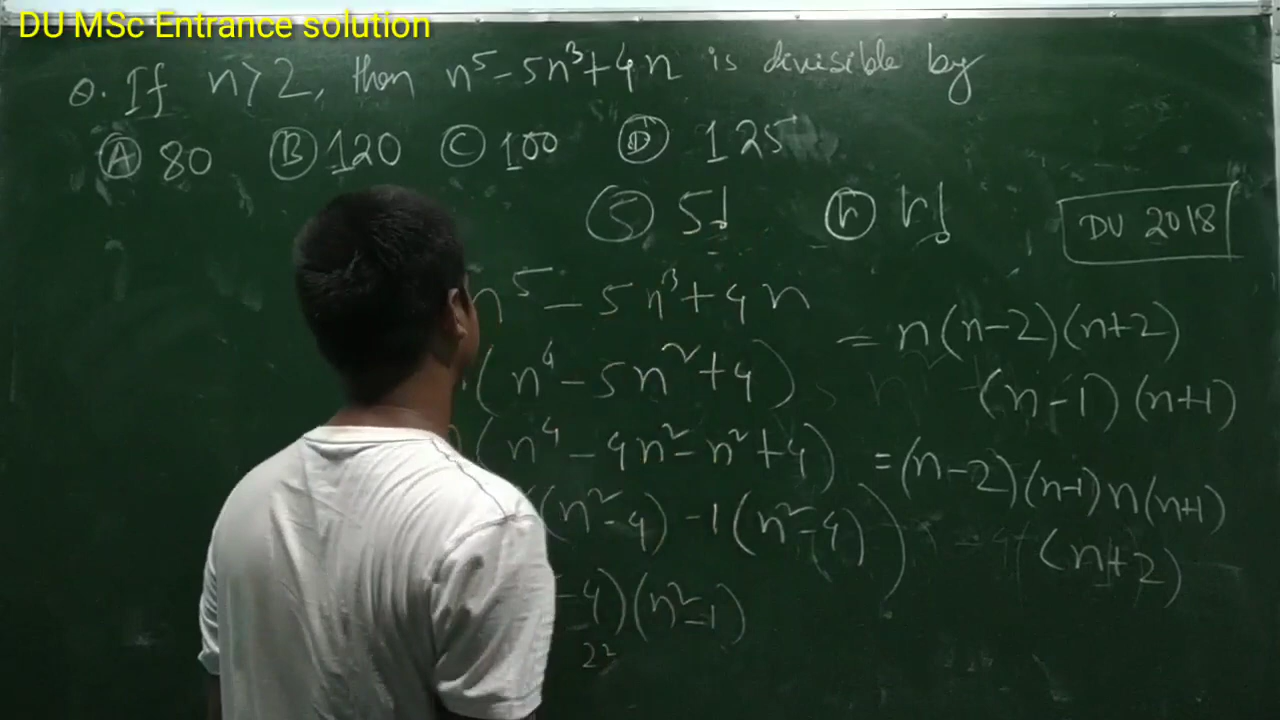 DU MSc Entrance solution
Q. If n>2, then n⁵-5n³+4n is divisible by
Ⓐ 80 Ⓑ 120 Ⓒ 100 Ⓓ 125
⑤ 5! ⓡ r!
DU 2018
n⁵-5n³+4n
(n⁴-5n²+4)
(n⁴-4n²-n²+4)
(n²-4)-1(n²-4))
-4)(n²-1)
2²
=n(n-2)(n+2)
(n-1)(n+1)
=(n-2)(n-1)n(n+1)
(n+2)